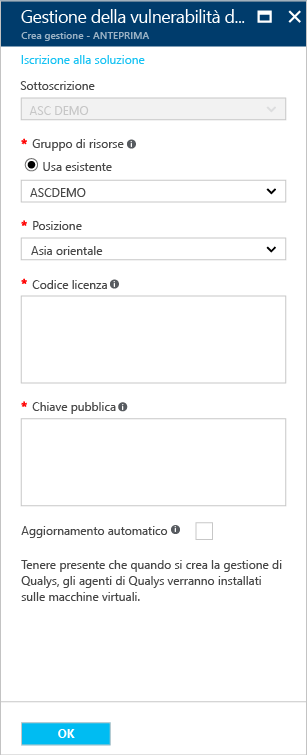 Gestione della vulnerabilità d...
Crea gestione - ANTEPRIMA
Iscrizione alla soluzione
Sottoscrizione
ASC DEMO
* Gruppo di risorse
Usa esistente
ASCDEMO
* Posizione
Asia orientale
* Codice licenza
* Chiave pubblica
Aggiornamento automatico
Tenere presente che quando si crea la gestione di
Qualys, gli agenti di Qualys verranno installati
sulle macchine virtuali.
OK